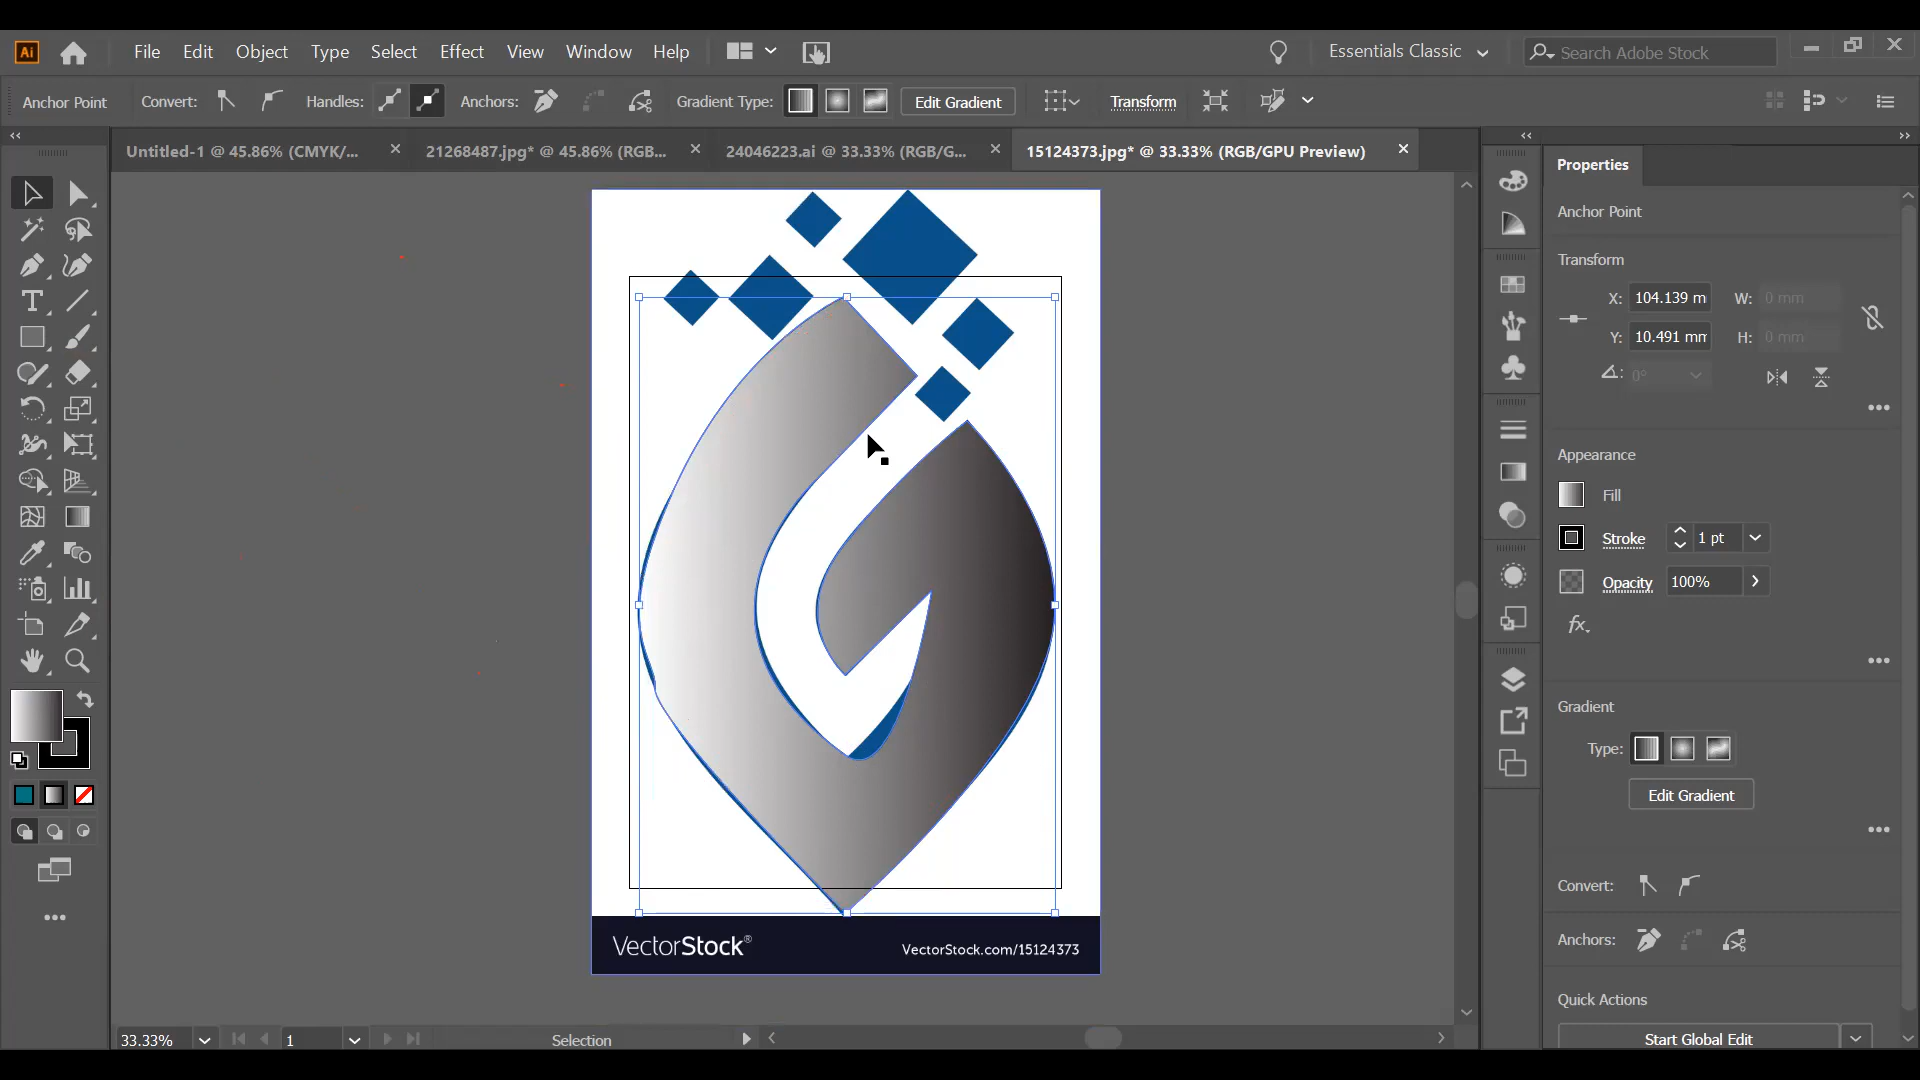 Ai File Edit Object Type Select Effect View Window Help Essentials Classic Search Adobe Stock
Anchor Point Convert: Handles: Anchors: Gradient Type: Edit Gradient Transform
Untitled-1 @ 45.86% (CMYK/... 21268487.jpg* @ 45.86% (RGB... 24046223.ai @ 33.33% (RGB/G... 15124373.jpg* @ 33.33% (RGB/GPU Preview)
Properties
Anchor Point
Transform
X: 104.139 m W: 0 mm
Y: 10.491 mm H: 0 mm
0°
Appearance
Fill
Stroke 1 pt
Opacity 100%
fx.
Gradient
Type:
Edit Gradient
Convert:
Anchors:
Quick Actions
Start Global Edit
VectorStock® VectorStock.com/15124373
33.33% 1 Selection